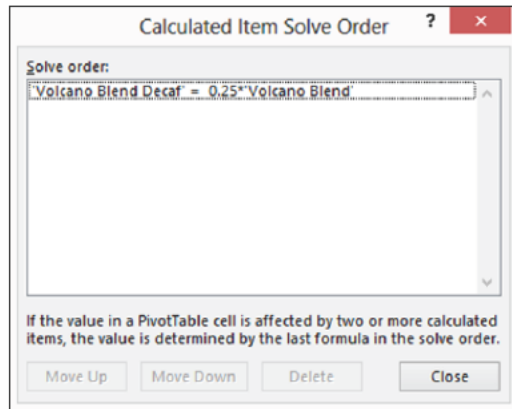 Calculated Item Solve Order
?
×
Solve order:
'Volcano Blend Decaf' = 0.25*'Volcano Blend'
If the value in a PivotTable cell is affected by two or more calculated
items, the value is determined by the last formula in the solve order.
Move Up
Move Down
Delete
Close